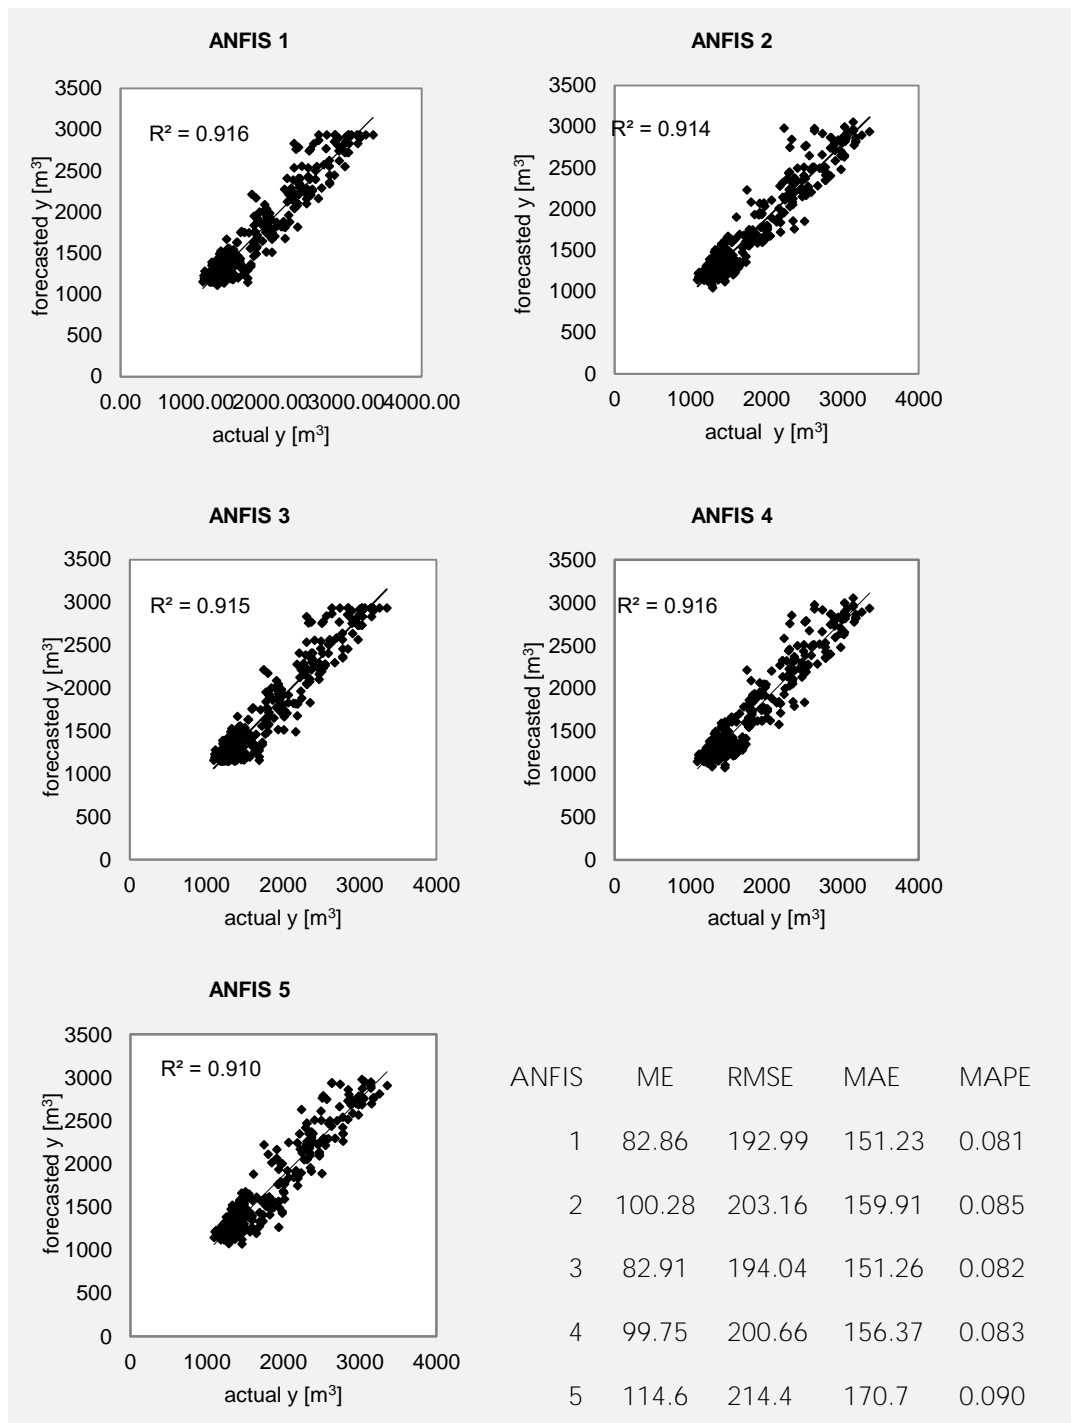 ANFIS 1
3500
3000
2500
2000
1500
1000
500
0
R² = 0.916
forecasted y [m³]
0.00 1000.00 2000.00 3000.00 4000.00
actual y [m³]
ANFIS 2
3500
3000
2500
2000
1500
1000
500
0
R² = 0.914
forecasted y [m³]
0 1000 2000 3000 4000
actual y [m³]
ANFIS 3
3500
3000
2500
2000
1500
1000
500
0
R² = 0.915
forecasted y [m³]
0 1000 2000 3000 4000
actual y [m³]
ANFIS 4
3500
3000
2500
2000
1500
1000
500
0
R² = 0.916
forecasted [m³]
0 1000 2000 3000 4000
actual y [m³]
ANFIS 5
3500
3000
2500
2000
1500
1000
500
0
R² = 0.910
forecasted y [m³]
0 1000 2000 3000 4000
actual y [m³]
ANFIS ME RMSE MAE MAPE
1 82.86 192.99 151.23 0.081
2 100.28 203.16 159.91 0.085
3 82.91 194.04 151.26 0.082
4 99.75 200.66 156.37 0.083
5 114.6 214.4 170.7 0.090